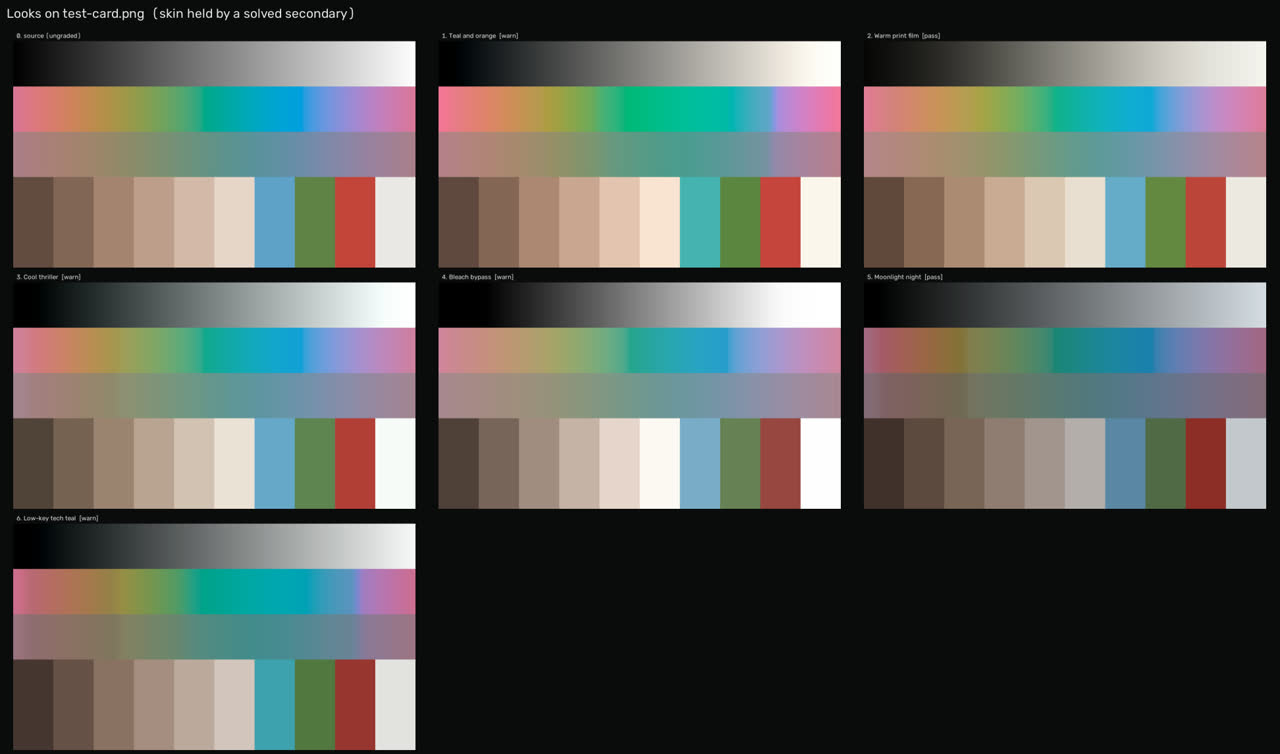 Looks on test-card.png (skin held by a solved secondary)
0. source [ungraded]
1. Teal and orange [warn]
2. Warm print film [pass]
3. Cool thriller [warn]
4. Bleach bypass [warn]
5. Moonlight night [pass]
6. Low-key tech teal [warn]